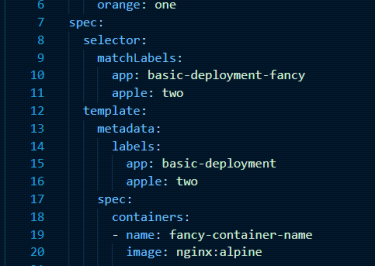 6 orange: one
7 spec:
8 selector:
9 matchLabels:
10 app: basic-deployment-fancy
11 apple: two
12 template:
13 metadata:
14 labels:
15 app: basic-deployment
16 apple: two
17 spec:
18 containers:
19 - name: fancy-container-name
20 image: nginx:alpine